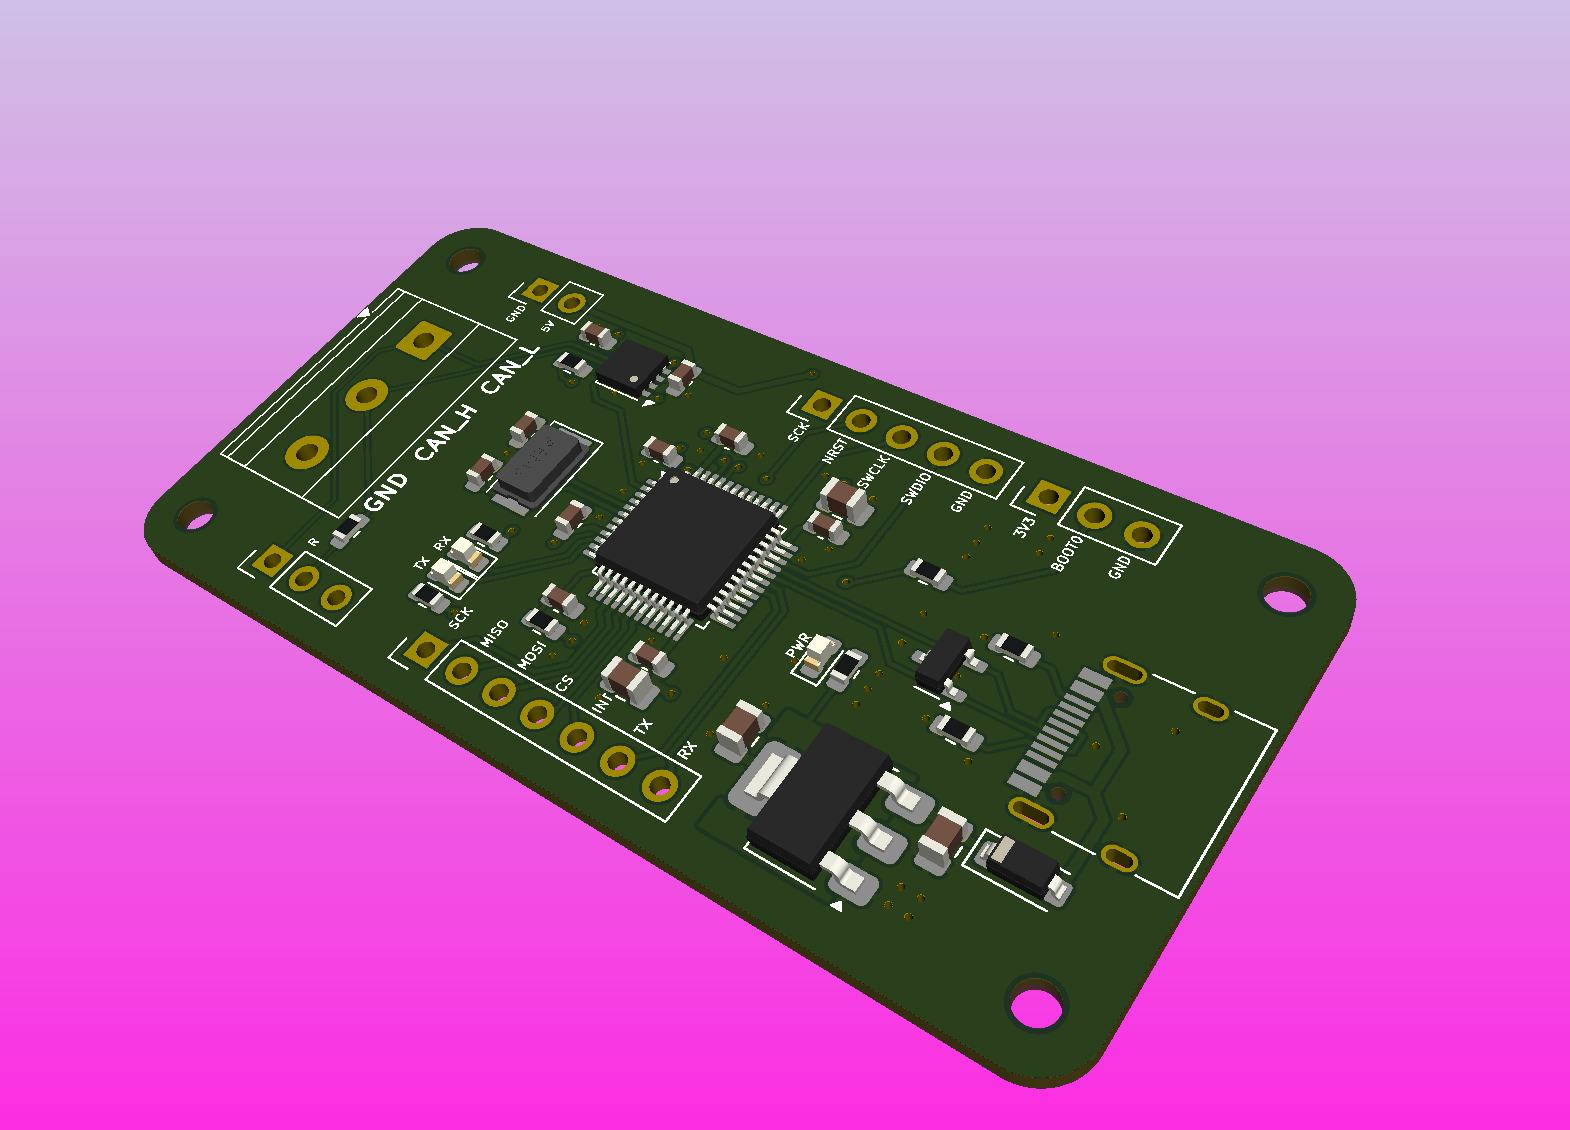 GND
5V
CAN_L
CAN_H
GND
R
SCK
NRST
SWCLK
SWDIO
GND
3V3
BOOT0
GND
RX
TX
SCK
MISO
MOSI
CS
INT
TX
RX
PWR